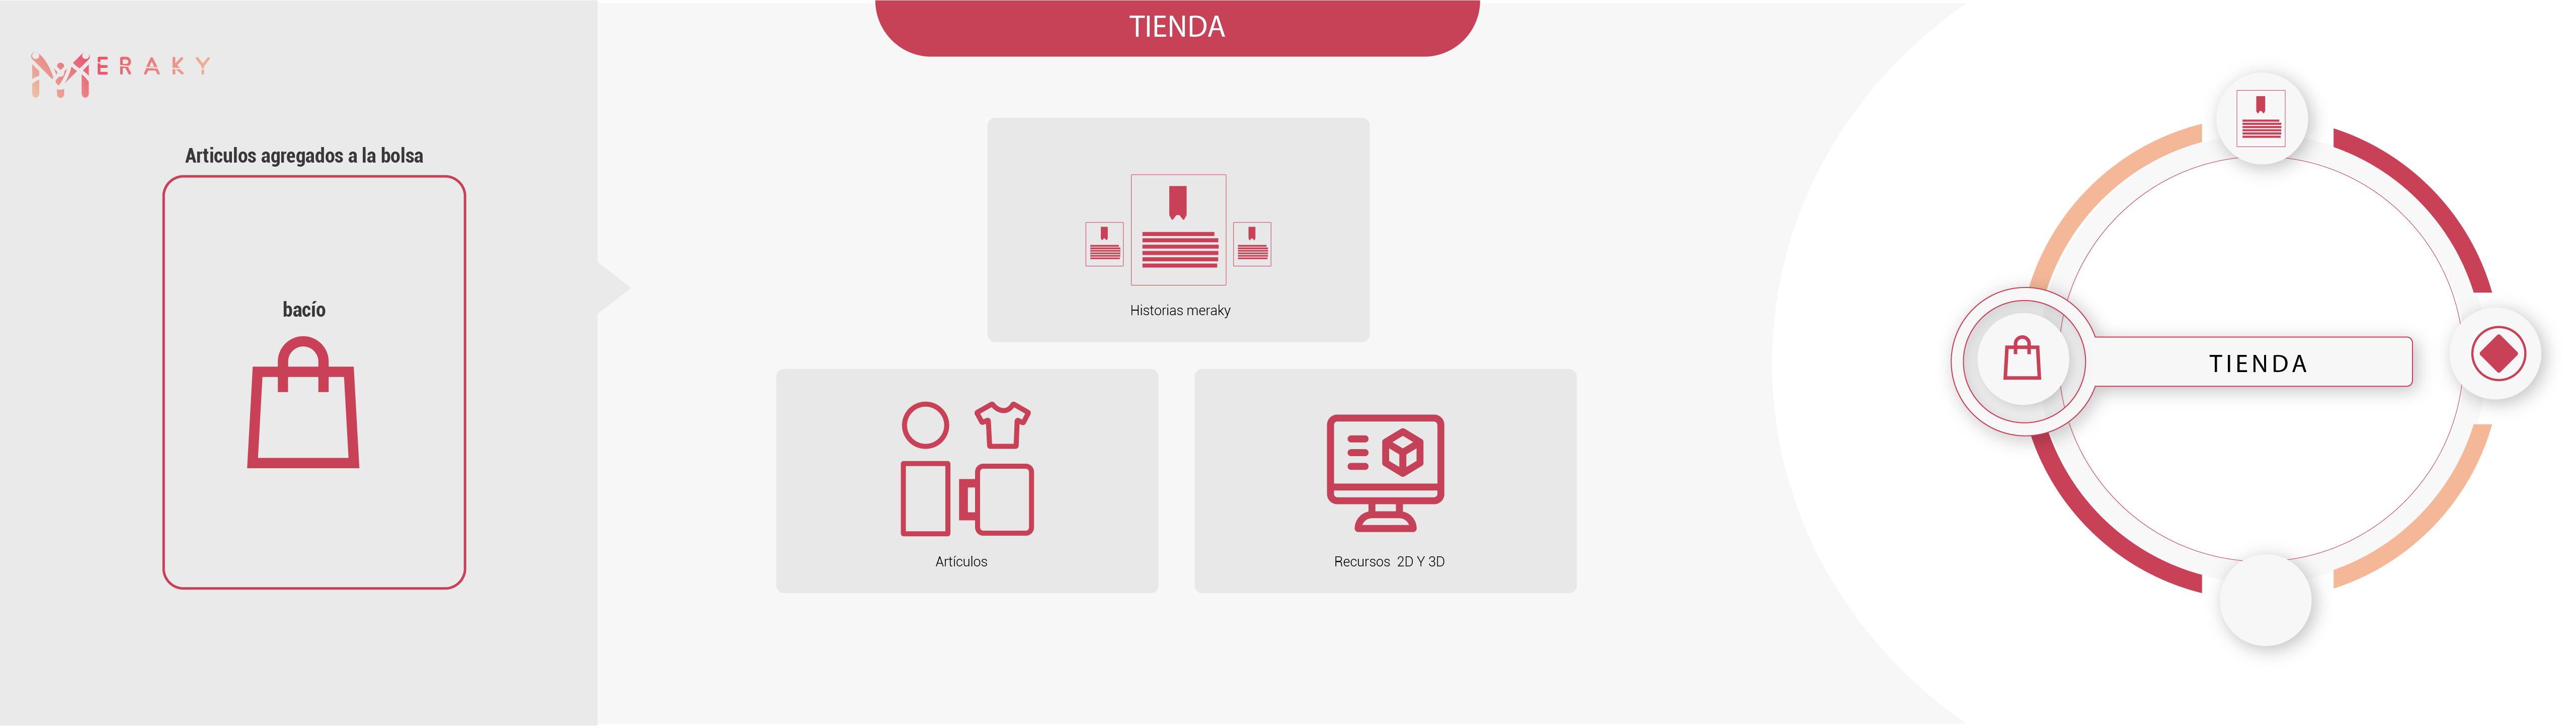 MERAKY
Articulos agregados a la bolsa
bacío
TIENDA
Historias meraky
Artículos
Recursos 2D Y 3D
TIENDA